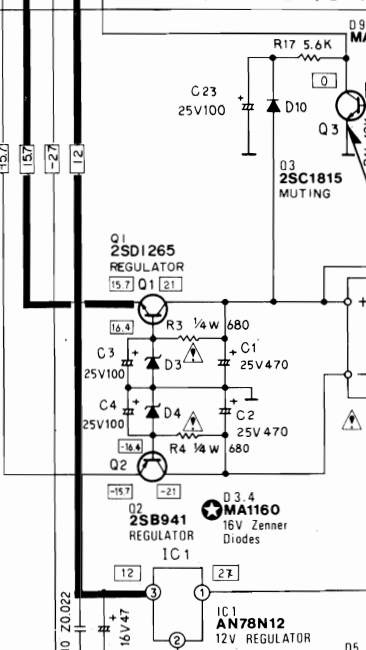 D9
MA
R17 5.6K
0
C23
25V100
+
D10
Q3
Q3
2SC1815
MUTING
15.7
15.7
-27
12
Q1
2SD1265
REGULATOR
15.7 Q1 21
16.4
R3 ¼W 680
C3
25V100
+
D3
+
C1
25V470
C4
25V100
+
D4
+
C2
25V470
-16.4
R4 ¼W 680
Q2
-15.7 -21
Q2
2SB941
REGULATOR
D3.4
MA1160
16V Zenner
Diodes
IC1
12
27
3
1
2
IC1
AN78N12
12V REGULATOR
Z0.022
+
16V47
D5
+
−